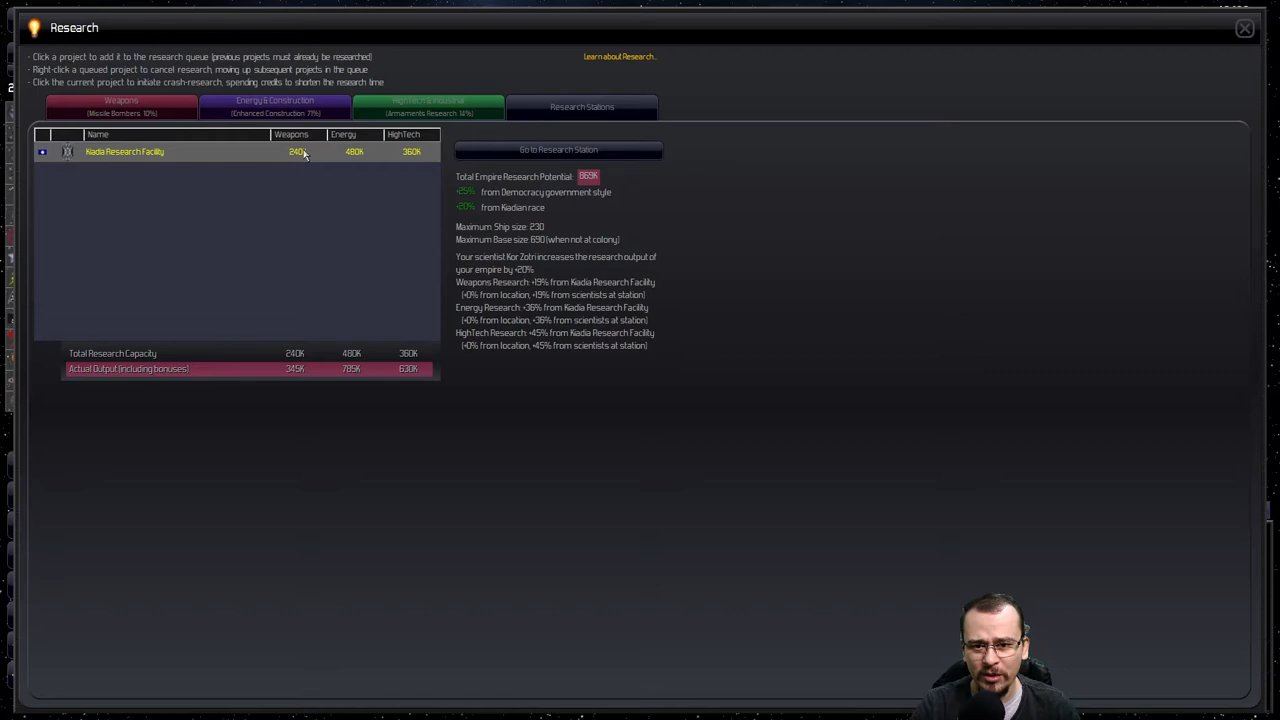 Research
- Click a project to add it to the research queue (previous projects must already be researched)
- Right-click a queued project to cancel research, moving up subsequent projects in the queue
- Click the current project to initiate crash-research, spending credits to shorten the research time
Learn about Research...
Weapons
(Missile Bombers 10%)
Energy & Construction
(Enhanced Construction 71%)
HighTech & Industrial
(Armaments Research 14%)
Research Stations
Name Weapons Energy HighTech
Kiadia Research Facility 240K 480K 360K
Total Research Capacity 240K 480K 360K
Actual Output (including bonuses) 345K 785K 630K
Go to Research Station
Total Empire Research Potential: 869K
+25% from Democracy government style
+20% from Kiadian race
Maximum Ship size: 230
Maximum Base size: 690 (when not at colony)
Your scientist Kor Zotri increases the research output of
your empire by +20%
Weapons Research: +19% from Kiadia Research Facility
(+0% from location, +19% from scientists at station)
Energy Research: +36% from Kiadia Research Facility
(+0% from location, +36% from scientists at station)
HighTech Research: +45% from Kiadia Research Facility
(+0% from location, +45% from scientists at station)